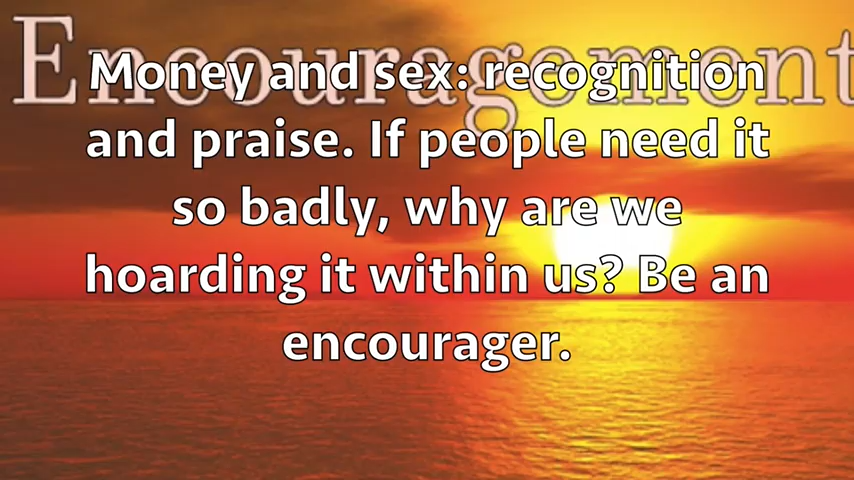 Encouragement
Money and sex: recognition
and praise. If people need it
so badly, why are we
hoarding it within us? Be an
encourager.